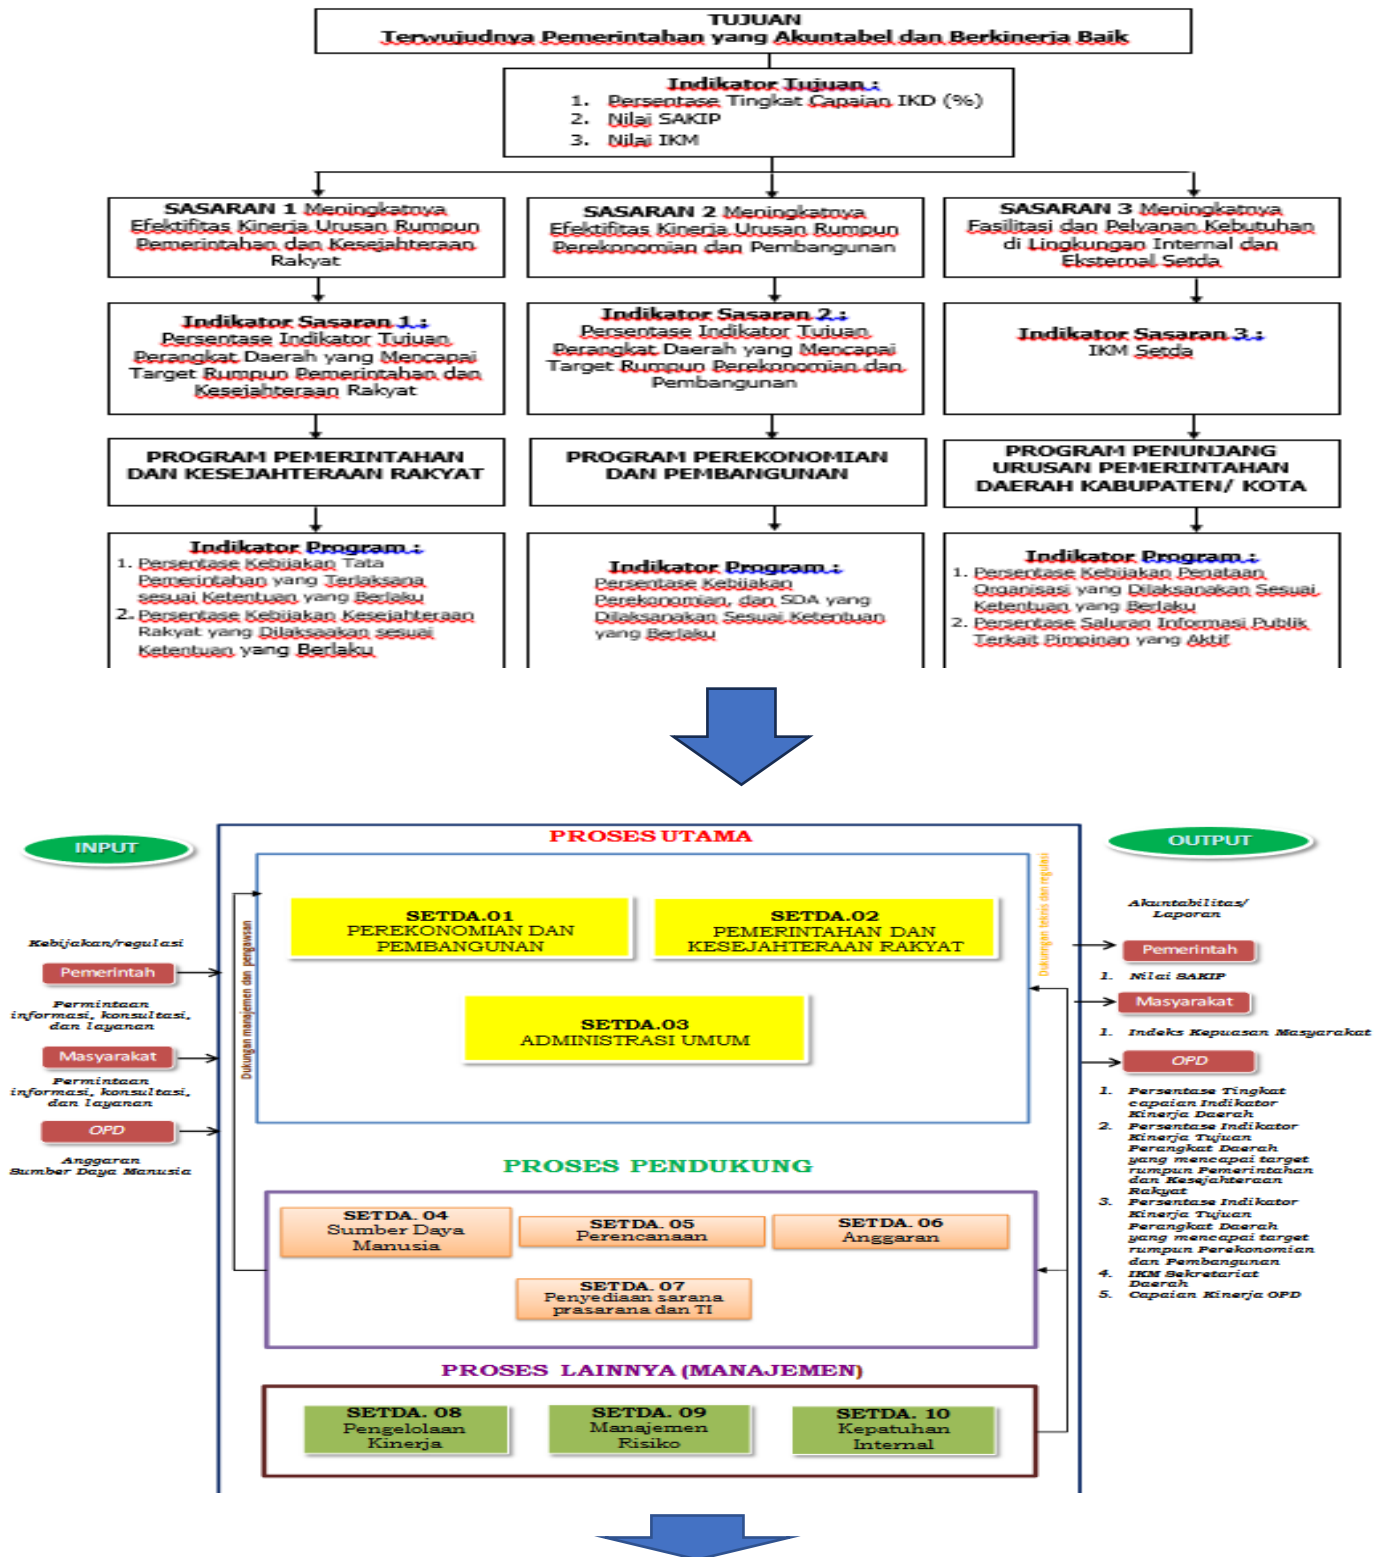 TUJUAN
Terwujudnya Pemerintahan yang Akuntabel dan Berkinerja Baik
Indikator Tujuan :
1. Persentase Tingkat Capaian IKD (%)
2. Nilai SAKIP
3. Nilai IKM
SASARAN 1 Meningkatnya
Efektifitas Kinerja Urusan Rumpun
Pemerintahan dan Kesejahteraan
Rakyat
SASARAN 2 Meningkatnya
Efektifitas Kinerja Urusan Rumpun
Perekonomian dan Pembangunan
SASARAN 3 Meningkatnya
Fasilitasi dan Pelyanan Kebutuhan
di Lingkungan Internal dan
Eksternal Setda
Indikator Sasaran 1 :
Persentase Indikator Tujuan
Perangkat Daerah yang Mencapai
Target Rumpun Pemerintahan dan
Kesejahteraan Rakyat
Indikator Sasaran 2 :
Persentase Indikator Tujuan
Perangkat Daerah yang Mencapai
Target Rumpun Perekonomian dan
Pembangunan
Indikator Sasaran 3 :
IKM Setda
PROGRAM PEMERINTAHAN
DAN KESEJAHTERAAN RAKYAT
PROGRAM PEREKONOMIAN
DAN PEMBANGUNAN
PROGRAM PENUNJANG
URUSAN PEMERINTAHAN
DAERAH KABUPATEN/ KOTA
Indikator Program :
1. Persentase Kebijakan Tata
Pemerintahan yang Terlaksana
sesuai Ketentuan yang Berlaku
2. Persentase Kebijakan Kesejahteraan
Rakyat yang Dilaksaakan sesuai
Ketentuan yang Berlaku
Indikator Program :
Persentase Kebijakan
Perekonomian, dan SDA yang
Dilaksanakan Sesuai Ketentuan
yang Berlaku
Indikator Program :
1. Persentase Kebijakan Penataan
Organisasi yang Dilaksanakan Sesuai
Ketentuan yang Berlaku
2. Persentase Saluran Informasi Publik
Terkait Pimpinan yang Aktif
INPUT
Kebijakan/regulasi
Pemerintah
Permintaan
informasi, konsultasi,
dan layanan
Masyarakat
Permintaan
informasi, konsultasi,
dan layanan
OPD
Anggaran
Sumber Daya Manusia
PROSES UTAMA
Dukungan manajemen dan pengawsan
SETDA.01
PEREKONOMIAN DAN
PEMBANGUNAN
SETDA.02
PEMERINTAHAN DAN
KESEJAHTERAAN RAKYAT
SETDA.03
ADMINISTRASI UMUM
Dukunngan teknis dan regulasi
PROSES PENDUKUNG
SETDA. 04
Sumber Daya
Manusia
SETDA. 05
Perencanaan
SETDA. 06
Anggaran
SETDA. 07
Penyediaan sarana
prasarana dan TI
PROSES LAINNYA (MANAJEMEN)
SETDA. 08
Pengelolaan
Kinerja
SETDA. 09
Manajemen
Risiko
SETDA. 10
Kepatuhan
Internal
OUTPUT
Akuntabilitas/
Laporan
Pemerintah
1. Nilai SAKIP
Masyarakat
1. Indeks Kepuasan Masyarakat
OPD
1. Persentase Tingkat
capaian Indikator
Kinerja Daerah
2. Persentase Indikator
Kinerja Tujuan
Perangkat Daerah
yang mencapai target
rumpun Pemerintahan
dan Kesejahteraan
Rakyat
3. Persentase Indikator
Kinerja Tujuan
Perangkat Daerah
yang mencapai target
rumpun Perekonomian
dan Pembangunan
4. IKM Sekretariat
Daerah
5. Capaian Kinerja OPD